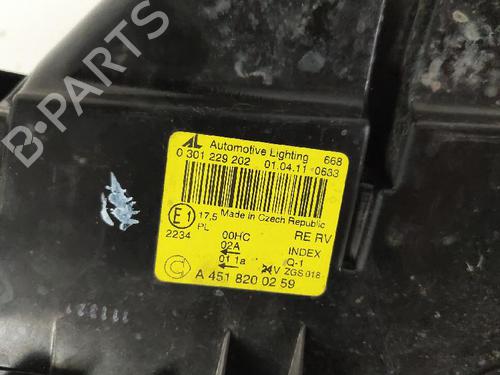 AL Automotive Lighting 668
0 301 229 202 01.04.11 0633
E1 17,5 Made in Czech Republic
PL
2234 00HC RE RV
02A INDEX
01 1a Q-1
24V ZGS 018
A 451 820 02 59
B-PARTS